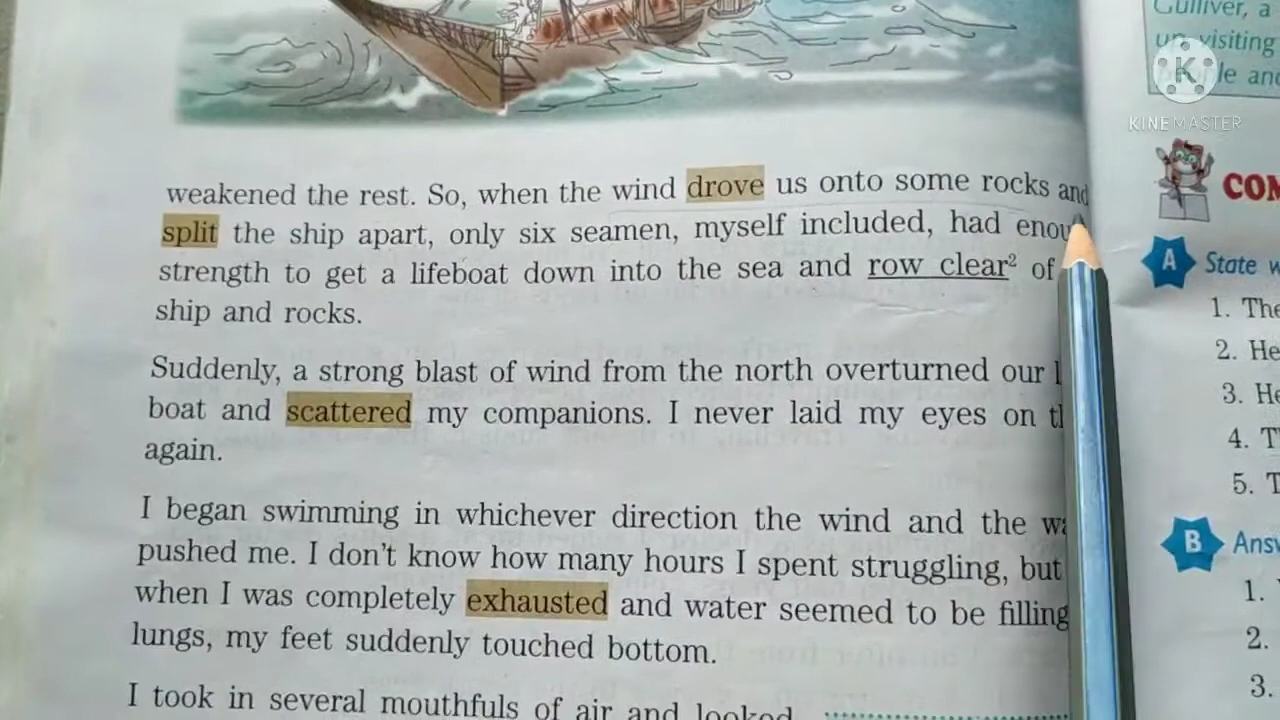 weakened the rest. So, when the wind drove us onto some rocks and
split the ship apart, only six seamen, myself included, had enou
strength to get a lifeboat down into the sea and row clear² of
ship and rocks.
Suddenly, a strong blast of wind from the north overturned our
boat and scattered my companions. I never laid my eyes on
again.
I began swimming in whichever direction the wind and the
pushed me. I don't know how many hours I spent struggling, but
when I was completely exhausted and water seemed to be filling
lungs, my feet suddenly touched bottom.
I took in several mouthfuls of air and looked
Gulliver, a
up visiting
and
KINEMASTER
A State
1. The
2. He
3. He
4.
5.
B
1.
2.
3.